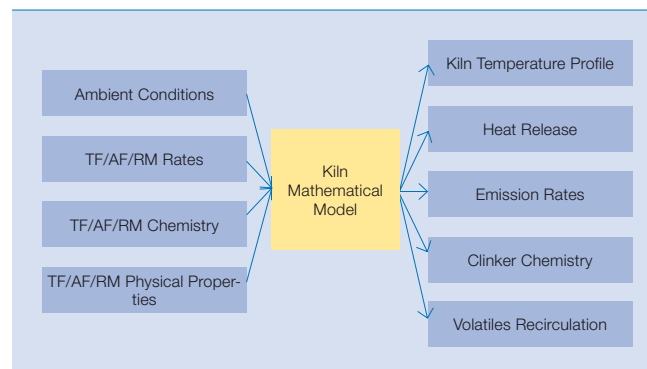 Ambient Conditions
TF/AF/RM Rates
TF/AF/RM Chemistry
TF/AF/RM Physical Proper-
ties
Kiln
Mathematical
Model
Kiln Temperature Profile
Heat Release
Emission Rates
Clinker Chemistry
Volatiles Recirculation